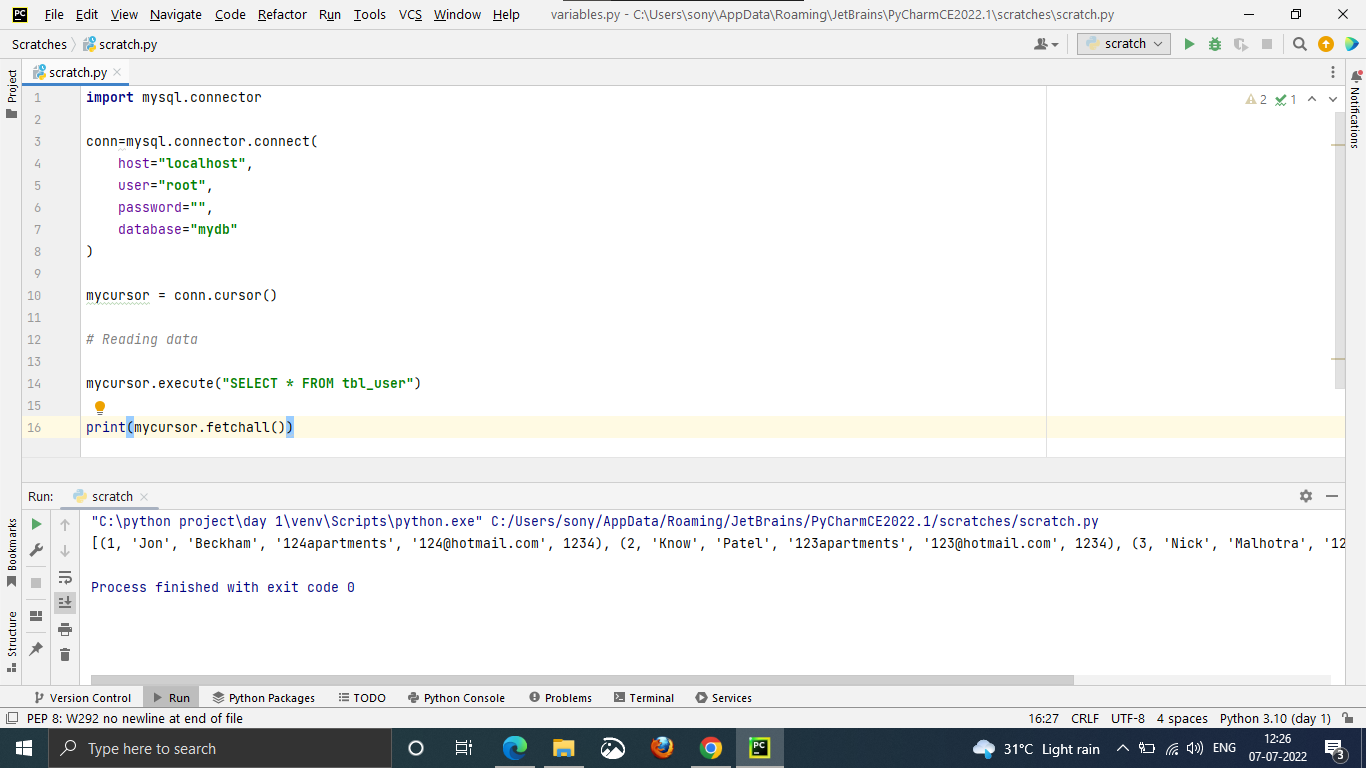 PC File Edit View Navigate Code Refactor Run Tools VCS Window Help variables.py - C:\Users\sony\AppData\Roaming\JetBrains\PyCharmCE2022.1\scratches\scratch.py
Scratches scratch.py scratch
Project
scratch.py
Notifications
2 1
1 import mysql.connector
2
3 conn=mysql.connector.connect(
4 host="localhost",
5 user="root",
6 password="",
7 database="mydb"
8 )
9
10 mycursor = conn.cursor()
11
12 # Reading data
13
14 mycursor.execute("SELECT * FROM tbl_user")
15
16 print(mycursor.fetchall())
Run: scratch
Bookmarks
Structure
"C:\python project\day 1\venv\Scripts\python.exe" C:/Users/sony/AppData/Roaming/JetBrains/PyCharmCE2022.1/scratches/scratch.py
[(1, 'Jon', 'Beckham', '124apartments', '124@hotmail.com', 1234), (2, 'Know', 'Patel', '123apartments', '123@hotmail.com', 1234), (3, 'Nick', 'Malhotra', '12
Process finished with exit code 0
Version Control Run Python Packages TODO Python Console Problems Terminal Services
PEP 8: W292 no newline at end of file 16:27 CRLF UTF-8 4 spaces Python 3.10 (day 1)
Type here to search PC 31°C Light rain ENG 12:26
07-07-2022 3